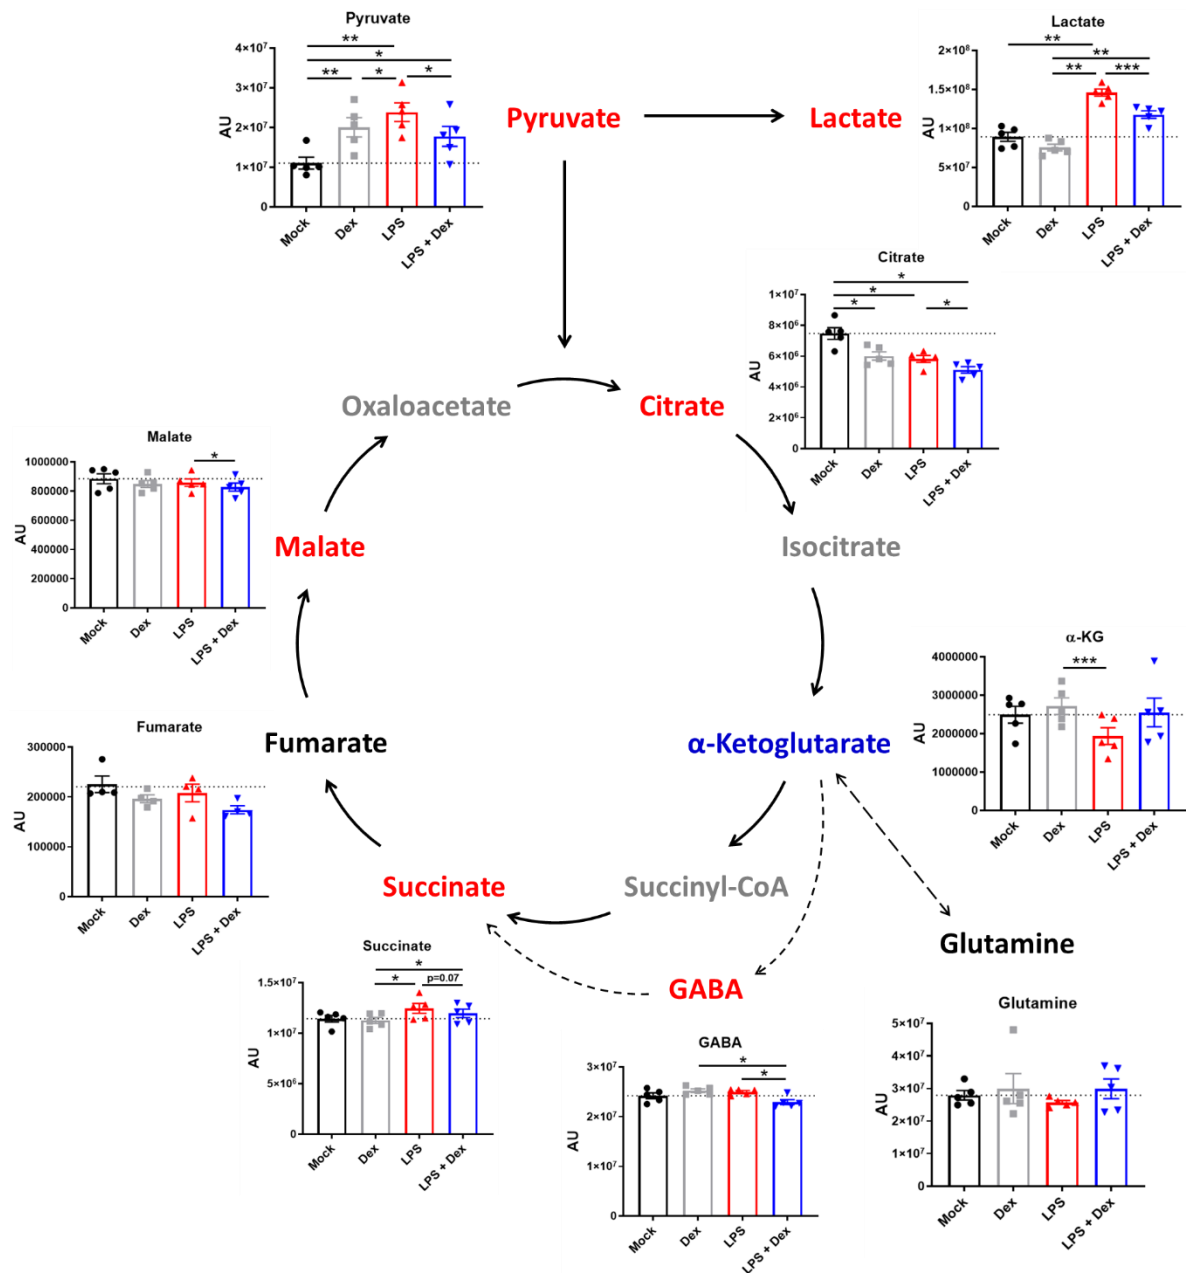 Pyruvate
AU
4×10⁷
3×10⁷
2×10⁷
1×10⁷
0
**
*
** * *
Mock Dex LPS LPS + Dex
Pyruvate
Lactate
Lactate
AU
2×10⁸
1.5×10⁸
1×10⁸
5×10⁷
0
**
**
** ***
Mock Dex LPS LPS + Dex
Citrate
AU
1×10⁷
8×10⁶
6×10⁶
4×10⁶
2×10⁶
0
*
*
* *
Mock Dex LPS LPS + Dex
Oxaloacetate
Citrate
Malate
AU
1000000
800000
600000
400000
200000
0
*
Mock Dex LPS LPS + Dex
Malate
Isocitrate
α-KG
AU
4000000
3000000
2000000
1000000
0
***
Mock Dex LPS LPS + Dex
Fumarate
AU
300000
200000
100000
0
Mock Dex LPS LPS + Dex
Fumarate
α-Ketoglutarate
Succinate
Succinyl-CoA
Glutamine
GABA
Succinate
AU
1.5×10⁷
1×10⁷
5×10⁶
0
*
* p=0.07
Mock Dex LPS LPS + Dex
GABA
AU
3×10⁷
2×10⁷
1×10⁷
0
*
*
Mock Dex LPS LPS + Dex
Glutamine
AU
5×10⁷
4×10⁷
3×10⁷
2×10⁷
1×10⁷
0
Mock Dex LPS LPS + Dex